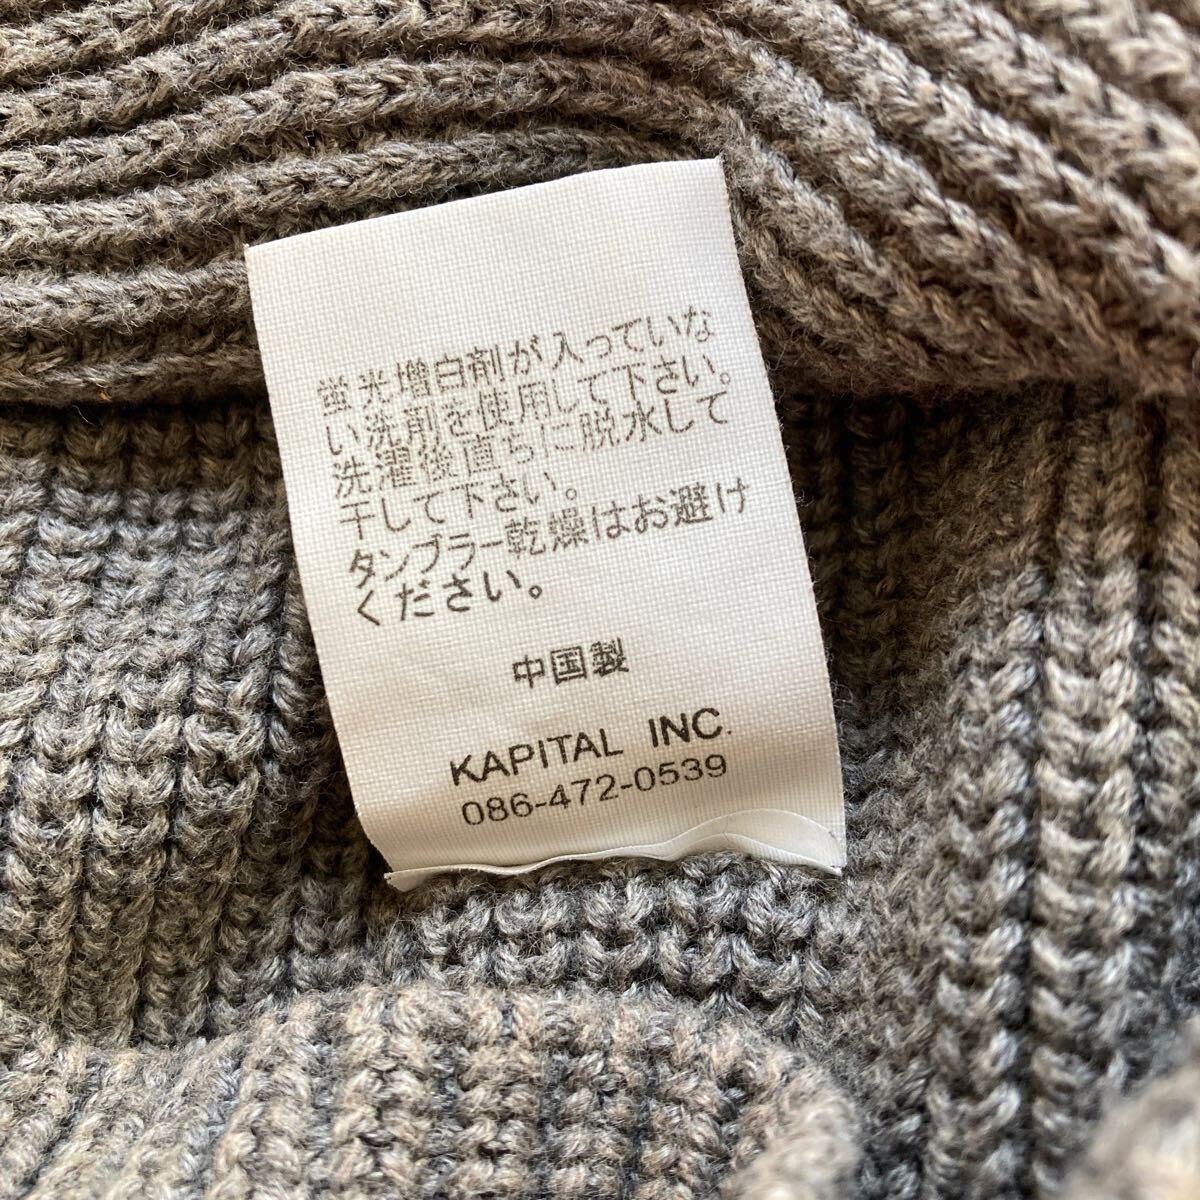 蛍光増白剤が入っていな
い洗剤を使用して下さい。
洗濯後直ちに脱水して
干して下さい。
タンブラー乾燥はお避け
ください。
中国製
KAPITAL INC.
086-472-0539